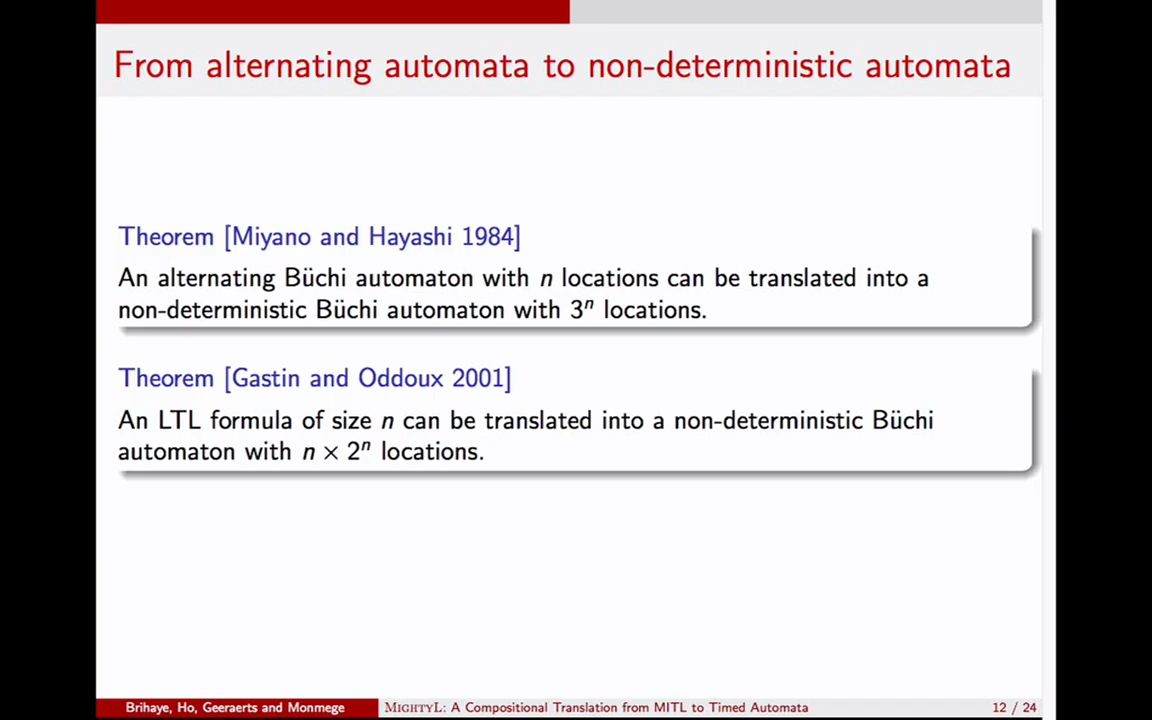 From alternating automata to non-deterministic automata
Theorem [Miyano and Hayashi 1984]
An alternating Büchi automaton with n locations can be translated into a
non-deterministic Büchi automaton with 3ⁿ locations.
Theorem [Gastin and Oddoux 2001]
An LTL formula of size n can be translated into a non-deterministic Büchi
automaton with n × 2ⁿ locations.
Brihaye, Ho, Geeraerts and Monmege
MIGHTYL: A Compositional Translation from MITL to Timed Automata
12 / 24